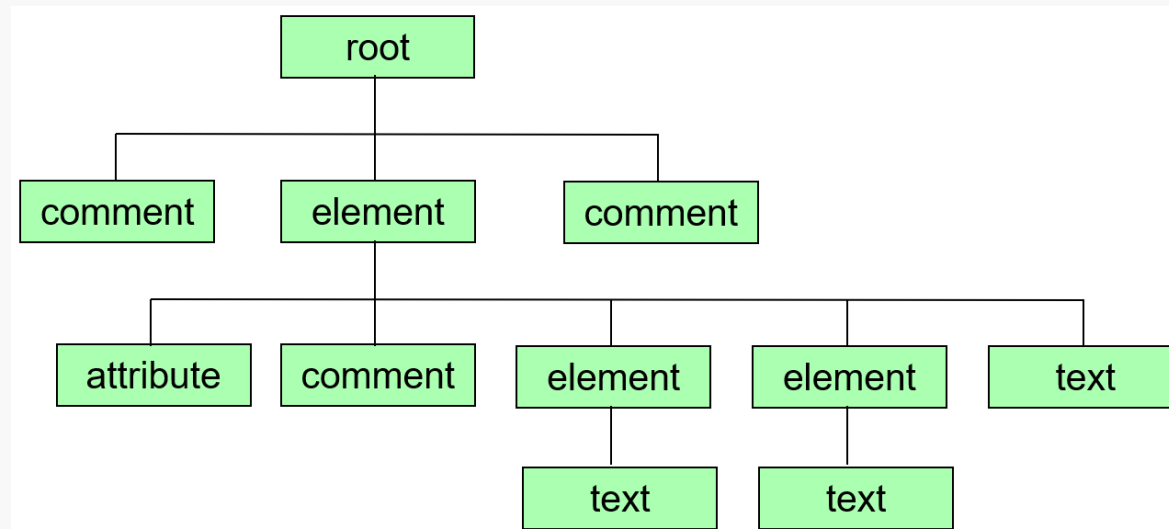 root
comment
element
comment
attribute
comment
element
element
text
text
text